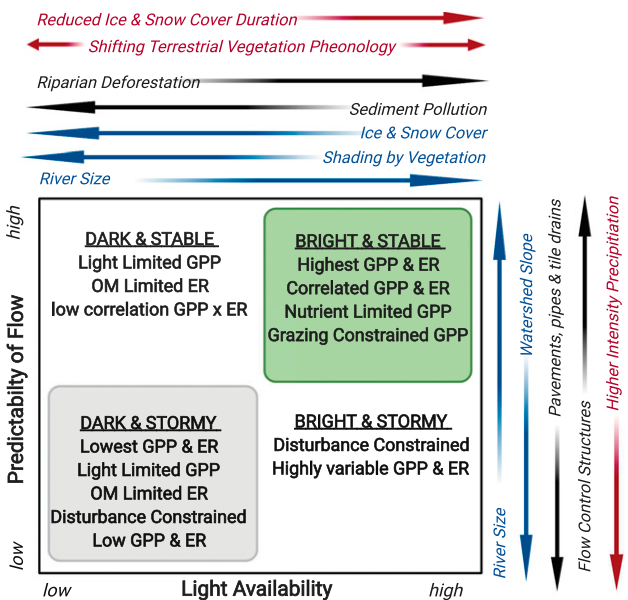 Reduced Ice & Snow Cover Duration
Shifting Terrestrial Vegetation Pheonology
Riparian Deforestation
Sediment Pollution
Ice & Snow Cover
Shading by Vegetation
River Size
high
Predictabilty of Flow
low
DARK & STABLE
Light Limited GPP
OM Limited ER
low correlation GPP x ER
BRIGHT & STABLE
Highest GPP & ER
Correlated GPP & ER
Nutrient Limited GPP
Grazing Constrained GPP
DARK & STORMY
Lowest GPP & ER
Light Limited GPP
OM Limited ER
Disturbance Constrained
Low GPP & ER
BRIGHT & STORMY
Disturbance Constrained
Highly variable GPP & ER
low
Light Availability
high
River Size
Watershed Slope
Pavements, pipes & tile drains
Flow Control Structures
Higher Intensity Precipitiation